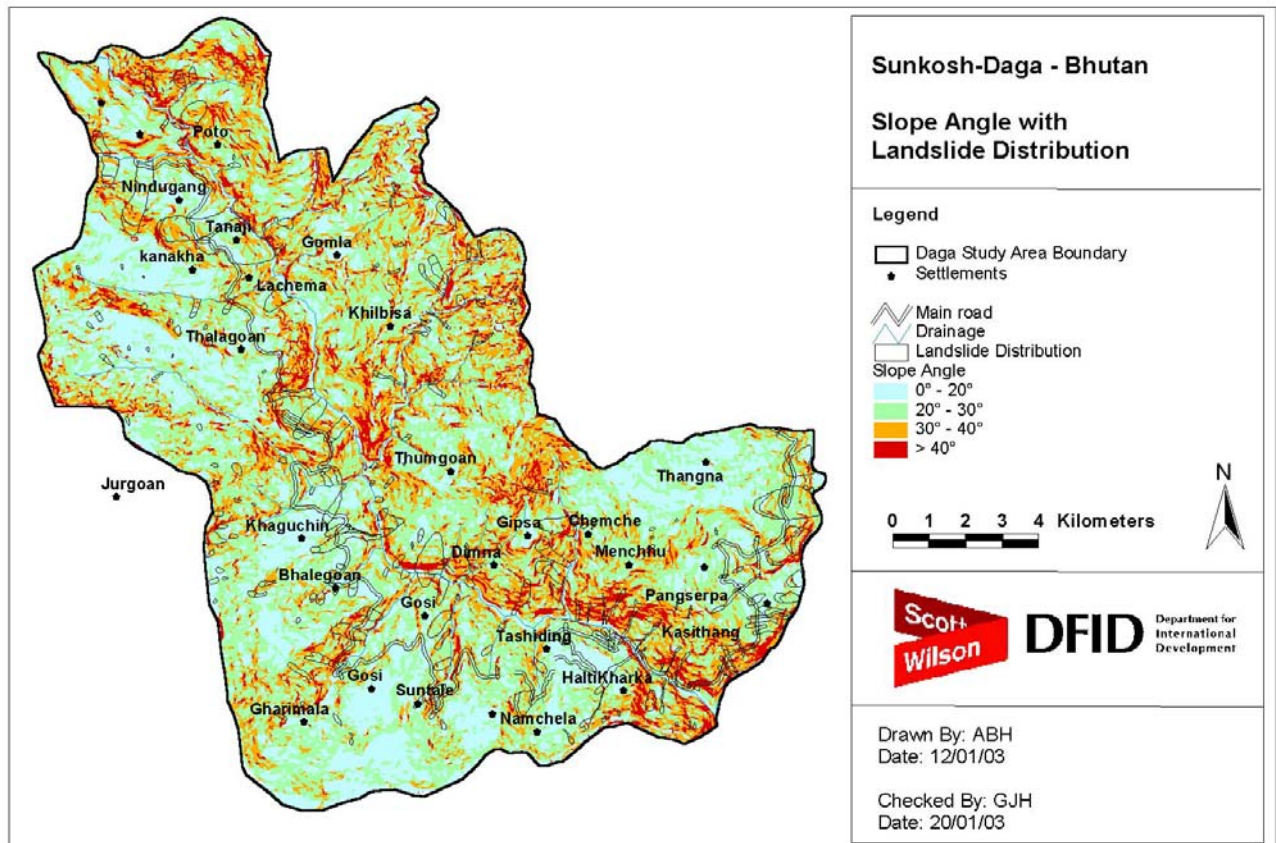 Sunkosh-Daga - Bhutan
Slope Angle with
Landslide Distribution
Legend
Daga Study Area Boundary
Settlements
Main road
Drainage
Landslide Distribution
Slope Angle
0° - 20°
20° - 30°
30° - 40°
> 40°
N
0 1 2 3 4 Kilometers
Scott
Wilson
DFID
Department for
International
Development
Drawn By: ABH
Date: 12/01/03
Checked By: GJH
Date: 20/01/03
Poto
Nindugang
Tanaji
Gomla
kanakha
Lachema
Khilbisa
Thalagoan
Thumgoan
Thangna
Jurgoan
Khaguchin
Gipsa
Chemche
Dimna
Menchhu
Bhalegoan
Pangserpa
Gosi
Tashiding
Kasithang
Gosi
Suntale
HaltiKharka
Gharimala
Namchela